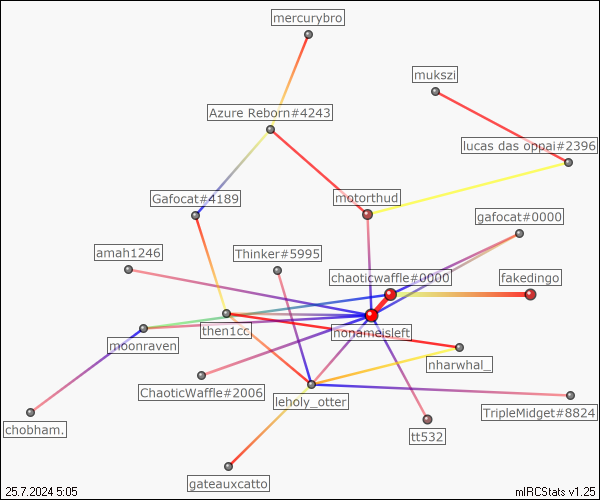 mercurybro
mukszi
Azure Reborn#4243
lucas das oppai#2396
Gafocat#4189
motorthud
gafocat#0000
amah1246
Thinker#5995
chaoticwaffle#0000
fakedingo
then1cc
nonameisleft
moonraven
nharwhal_
ChaoticWaffle#2006
leholy_otter
TripleMidget#8824
chobham.
tt532
gateauxcatto
25.7.2024 5:05
mIRCStats v1.25